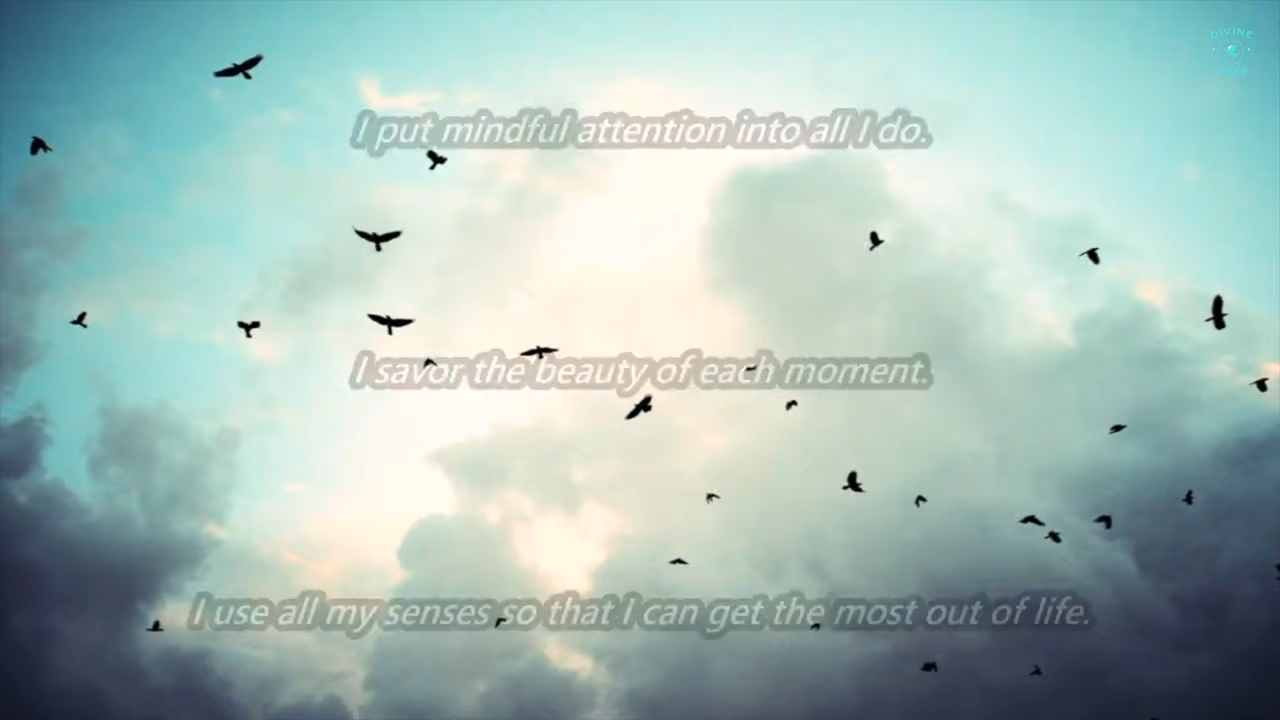 DIVINE
I put mindful attention into all I do.
I savor the beauty of each moment.
I use all my senses so that I can get the most out of life.